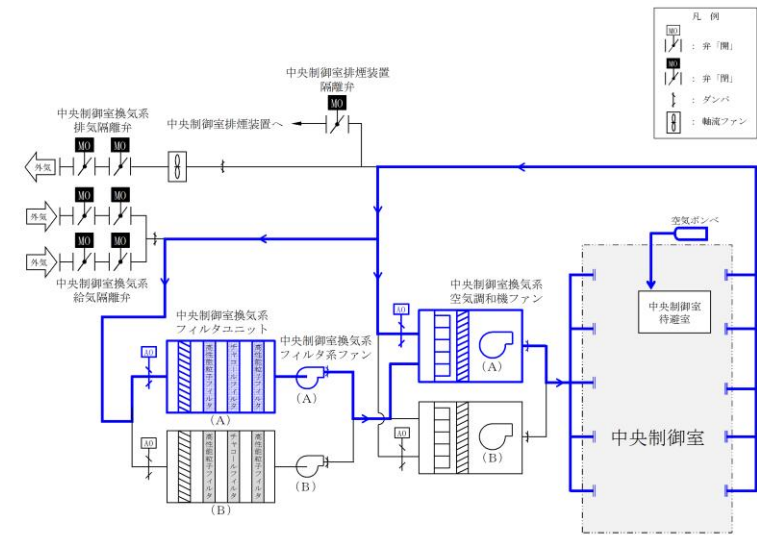 凡 例
MO
： 弁「開」
MO
： 弁「閉」
： ダンパ
： 軸流ファン
中央制御室排煙装置
隔離弁
MO
中央制御室排煙装置へ
中央制御室換気系
排気隔離弁
MO
MO
外気
MO
MO
外気
MO
MO
外気
中央制御室換気系
給気隔離弁
空気ボンベ
中央制御室
待避室
中央制御室
中央制御室換気系
空気調和機ファン
AO
(A)
AO
(B)
中央制御室換気系
フィルタユニット
中央制御室換気系
フィルタ系ファン
AO
高性能粒子フィルタ
チャコールフィルタ
高性能粒子フィルタ
(A)
(A)
AO
高性能粒子フィルタ
チャコールフィルタ
高性能粒子フィルタ
(B)
(B)